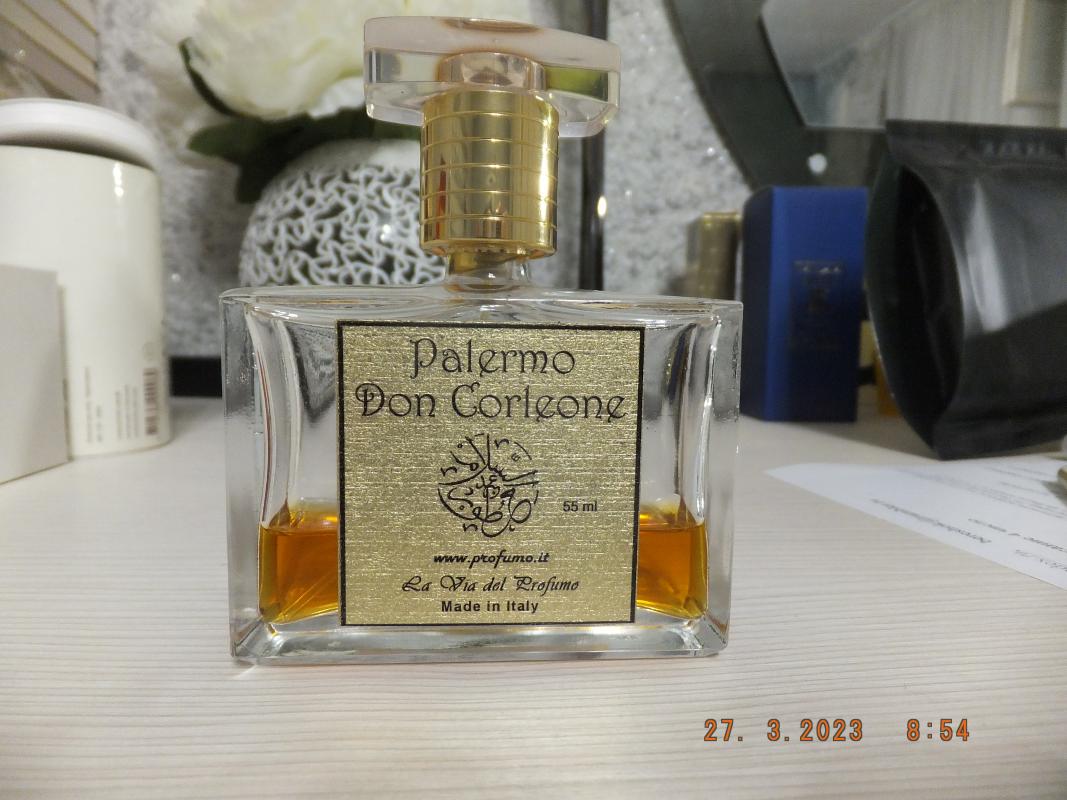 Palermo
Don Corleone
55 ml
www.profumo.it
La Via del Profumo
Made in Italy
27. 3.2023 8:54